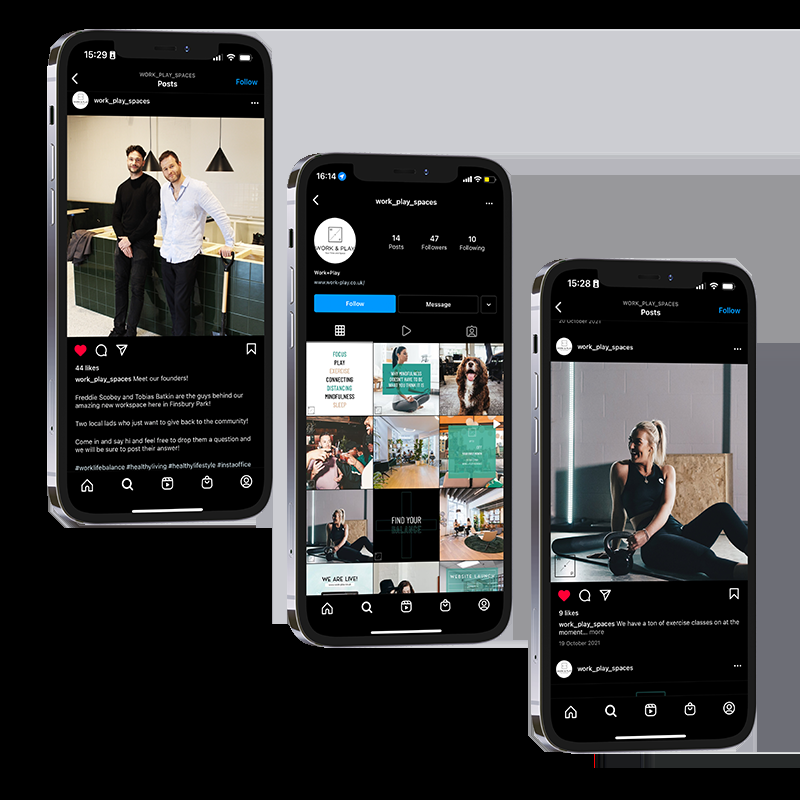 15:29
WORK_PLAY_SPACES
Posts
Follow
work_play_spaces
44 likes
work_play_spaces Meet our founders!
Freddie Scobey and Tobias Batkin are the guys behind our
amazing new workspace here in Finsbury Park!
Two local lads who just want to give back to the community!
Come in and say hi and feel free to drop them a question and
we will be sure to post their answer!
#worklifebalance #healthyliving #healthylifestyle #instaoffice
16:14
work_play_spaces
WORK & PLAY
14
47
10
Posts
Followers
Following
Work+Play
www.work-play.co.uk/
Follow
Message
FOCUS
PLAY
EXERCISE
CONNECTING
DISTANCING
MINDFULNESS
SLEEP
WHY MINDFULNESS
DOESN'T HAVE TO BE
WHAT YOU THINK IT IS
FIND YOUR
BALANCE
WE ARE LIVE!
WEBSITE LAUNCH
15:28
WORK_PLAY_SPACES
Posts
Follow
20 October 2021
work_play_spaces
9 likes
work_play_spaces We have a ton of exercise classes on at the
moment... more
19 October 2021
work_play_spaces